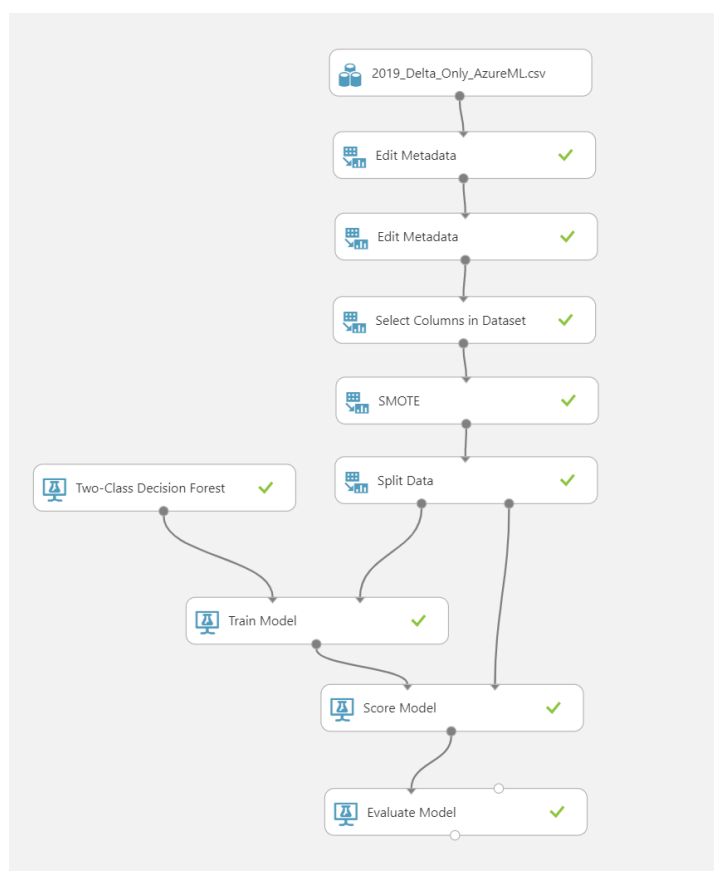 2019_Delta_Only_AzureML.csv
Edit Metadata
Edit Metadata
Select Columns in Dataset
SMOTE
Two-Class Decision Forest
Split Data
Train Model
Score Model
Evaluate Model